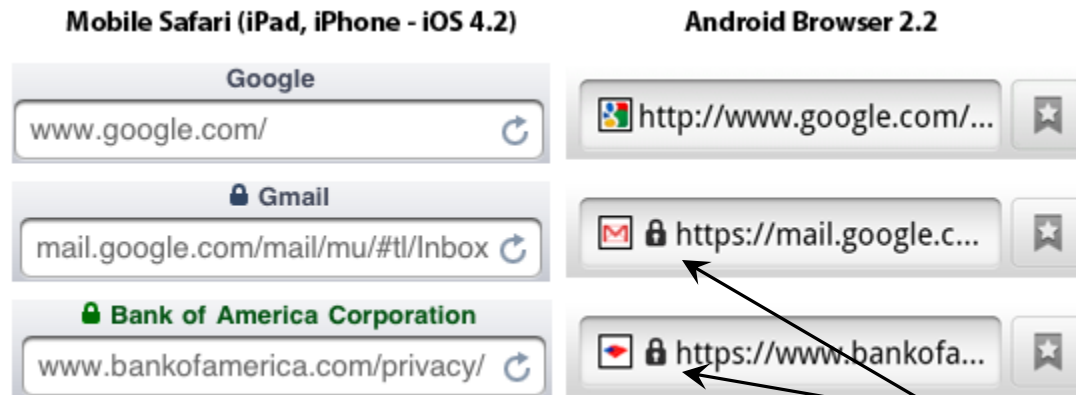 Mobile Safari (iPad, iPhone - iOS 4.2)
Android Browser 2.2
Google
www.google.com/
http://www.google.com/...
Gmail
mail.google.com/mail/mu/#tl/Inbox
https://mail.google.c...
Bank of America Corporation
www.bankofamerica.com/privacy/
https://www.bankofa...